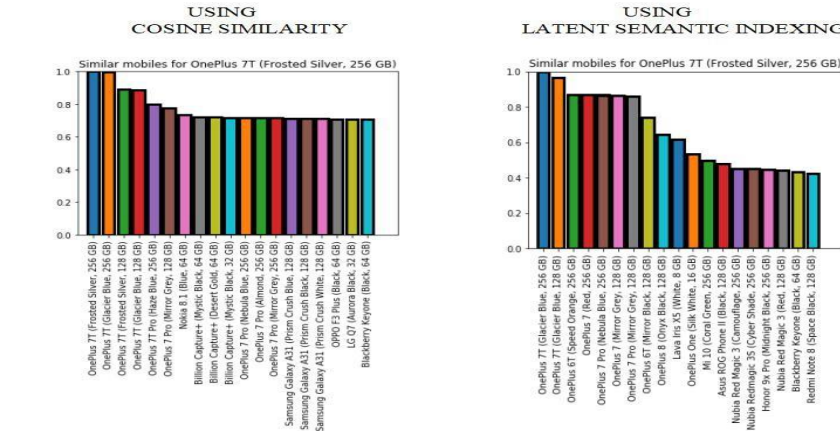 USING
COSINE SIMILARITY
Similar mobiles for OnePlus 7T (Frosted Silver, 256 GB)
1.0
0.8
0.6
0.4
0.2
0.0
OnePlus 7T (Frosted Silver, 256 GB)
OnePlus 7T (Glacier Blue, 256 GB)
OnePlus 7T (Frosted Silver, 128 GB)
OnePlus 7T (Glacier Blue, 128 GB)
OnePlus 7T Pro (Haze Blue, 256 GB)
OnePlus 7 Pro (Mirror Grey, 128 GB)
Nokia 8.1 (Blue, 64 GB)
Billion Capture+ (Mystic Black, 64 GB)
Billion Capture+ (Desert Gold, 64 GB)
Billion Capture+ (Mystic Black, 32 GB)
OnePlus 7 Pro (Nebula Blue, 256 GB)
OnePlus 7 Pro (Almond, 256 GB)
OnePlus 7 Pro (Mirror Grey, 256 GB)
Samsung Galaxy A31 (Prism Crush Blue, 128 GB)
Samsung Galaxy A31 (Prism Crush Black, 128 GB)
Samsung Galaxy A31 (Prism Crush White, 128 GB)
OPPO F3 Plus (Black, 64 GB)
LG Q7 (Aurora Black, 32 GB)
Blackberry Keyone (Black, 64 GB)
USING
LATENT SEMANTIC INDEXING
Similar mobiles for OnePlus 7T (Frosted Silver, 256 GB)
1.0
0.8
0.6
0.4
0.2
0.0
OnePlus 7T (Glacier Blue, 256 GB)
OnePlus 7T (Glacier Blue, 128 GB)
OnePlus 6T (Speed Orange, 256 GB)
OnePlus 7 (Red, 256 GB)
OnePlus 7 Pro (Nebula Blue, 256 GB)
OnePlus 7 (Mirror Grey, 128 GB)
OnePlus 7 Pro (Mirror Grey, 128 GB)
OnePlus 6T (Mirror Black, 128 GB)
OnePlus 8 (Onyx Black, 128 GB)
Lava Iris X5 (White, 8 GB)
OnePlus One (Silk White, 16 GB)
Mi 10 (Coral Green, 256 GB)
Asus ROG Phone II (Black, 128 GB)
Nubia Red Magic 3 (Camouflage, 256 GB)
Nubia Redmagic 3S (Cyber Shade, 256 GB)
Honor 9x Pro (Midnight Black, 256 GB)
Nubia Red Magic 3 (Red, 128 GB)
Blackberry Keyone (Black, 64 GB)
Redmi Note 8 (Space Black, 128 GB)